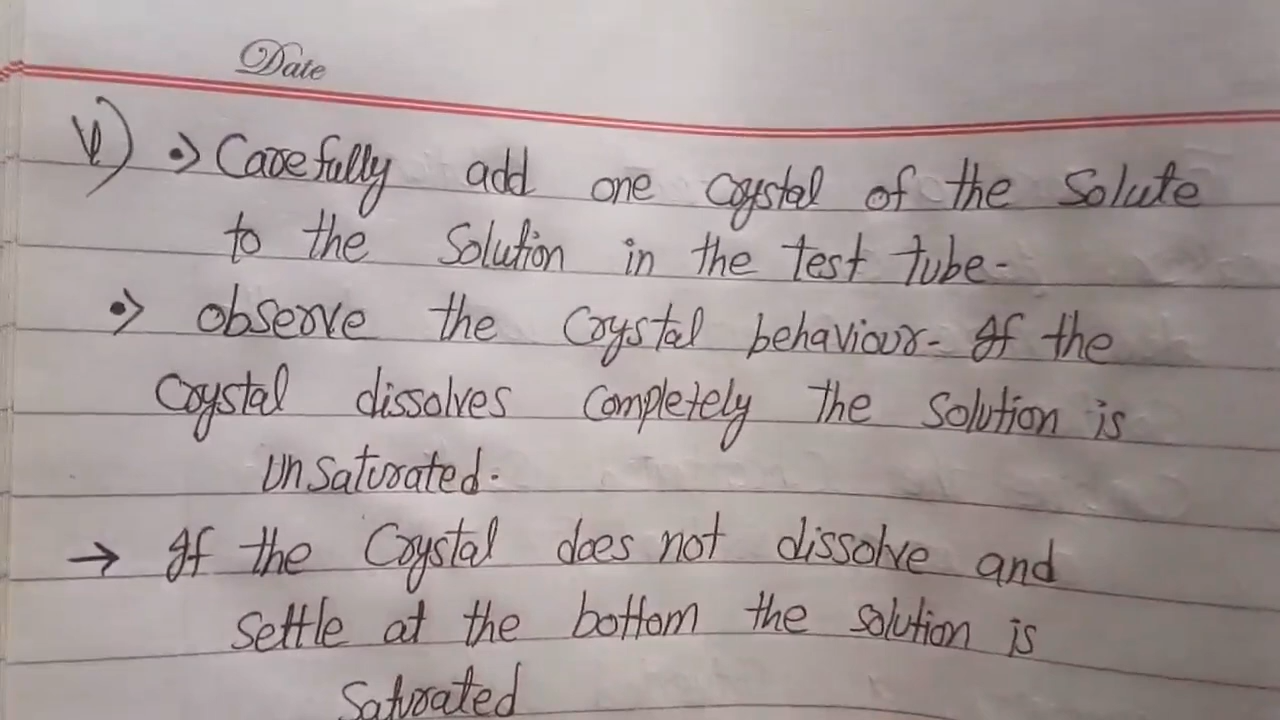 Date
v) •> Carefully add one crystal of the Solute
to the Solution in the test tube-
•> observe the Crystal behaviour- If the
Crystal dissolves Completely the Solution is
UnSaturated-
→ If the Crystal does not dissolve and
Settle at the bottom the solution is
Saturated